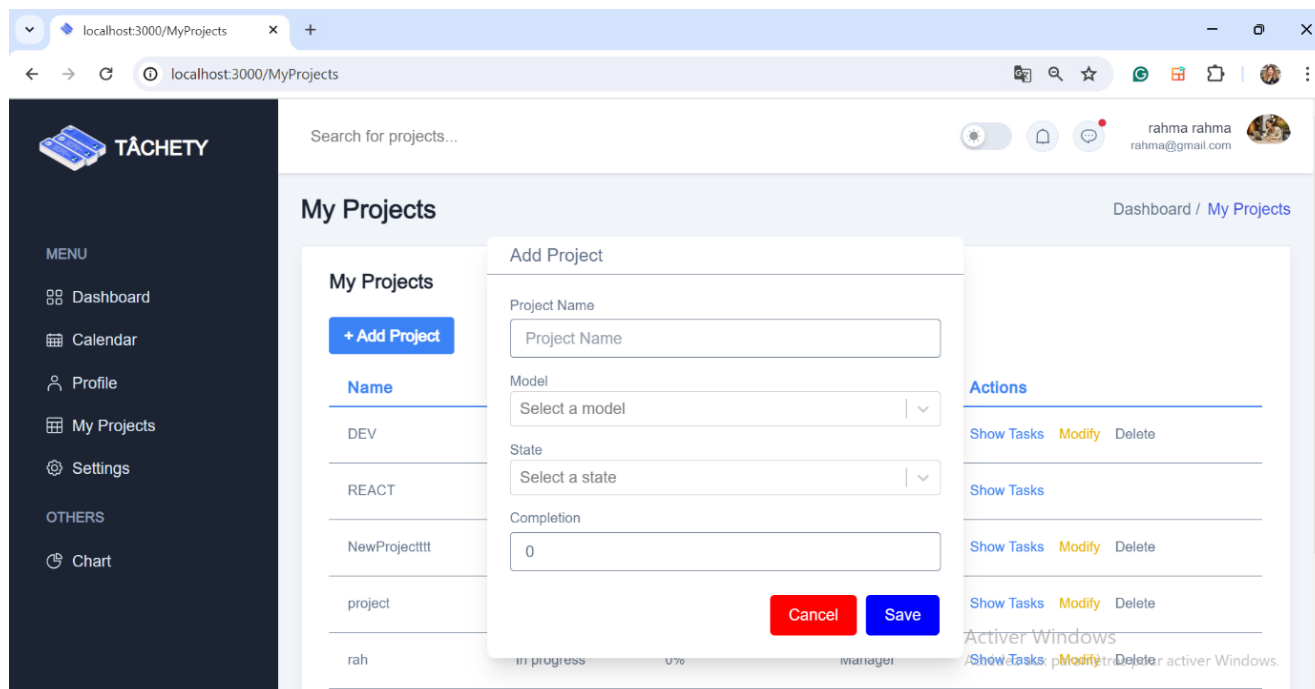 localhost:3000/MyProjects
localhost:3000/MyProjects
TÂCHETY
Search for projects...
rahma rahma
rahma@gmail.com
My Projects
Dashboard / My Projects
MENU
Dashboard
Calendar
Profile
My Projects
Settings
OTHERS
Chart
My Projects
+ Add Project
Name
Actions
DEV
Show Tasks Modify Delete
REACT
Show Tasks
NewProjectttt
Show Tasks Modify Delete
project
Show Tasks Modify Delete
rah
In progress
0%
Manager
Show Tasks Modify Delete
Add Project
Project Name
Project Name
Model
Select a model
State
Select a state
Completion
0
Cancel
Save
Activer Windows
activer Windows.